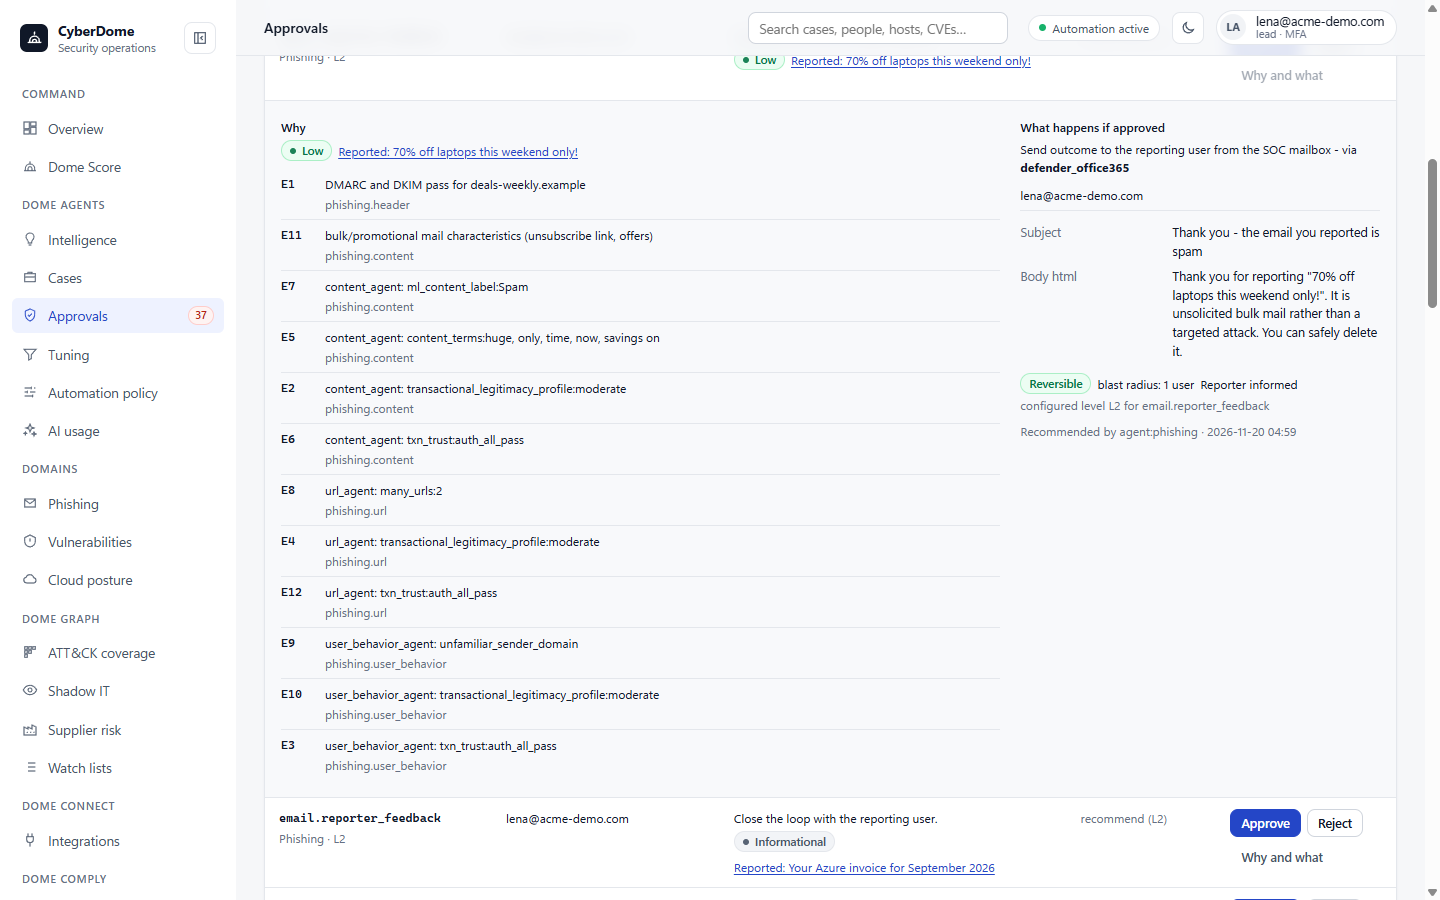 CyberDome
Security operations
COMMAND
Overview
Dome Score
DOME AGENTS
Intelligence
Cases
Approvals
37
Tuning
Automation policy
AI usage
DOMAINS
Phishing
Vulnerabilities
Cloud posture
DOME GRAPH
ATT&CK coverage
Shadow IT
Supplier risk
Watch lists
DOME CONNECT
Integrations
DOME COMPLY
Approvals
Search cases, people, hosts, CVEs...
Automation active
LA
lena@acme-demo.com
lead · MFA
Phishing · L2
Low
Reported: 70% off laptops this weekend only!
Why and what
Why
Low
Reported: 70% off laptops this weekend only!
E1
DMARC and DKIM pass for deals-weekly.example
phishing.header
E11
bulk/promotional mail characteristics (unsubscribe link, offers)
phishing.content
E7
content_agent: ml_content_label:Spam
phishing.content
E5
content_agent: content_terms:huge, only, time, now, savings on
phishing.content
E2
content_agent: transactional_legitimacy_profile:moderate
phishing.content
E6
content_agent: txn_trust:auth_all_pass
phishing.content
E8
url_agent: many_urls:2
phishing.url
E4
url_agent: transactional_legitimacy_profile:moderate
phishing.url
E12
url_agent: txn_trust:auth_all_pass
phishing.url
E9
user_behavior_agent: unfamiliar_sender_domain
phishing.user_behavior
E10
user_behavior_agent: transactional_legitimacy_profile:moderate
phishing.user_behavior
E3
user_behavior_agent: txn_trust:auth_all_pass
phishing.user_behavior
What happens if approved
Send outcome to the reporting user from the SOC mailbox - via
defender_office365
lena@acme-demo.com
Subject
Thank you - the email you reported is
spam
Body html
Thank you for reporting "70% off
laptops this weekend only!". It is
unsolicited bulk mail rather than a
targeted attack. You can safely delete
it.
Reversible
blast radius: 1 user Reporter informed
configured level L2 for email.reporter_feedback
Recommended by agent:phishing · 2026-11-20 04:59
email.reporter_feedback
Phishing · L2
lena@acme-demo.com
Close the loop with the reporting user.
Informational
Reported: Your Azure invoice for September 2026
recommend (L2)
Approve
Reject
Why and what